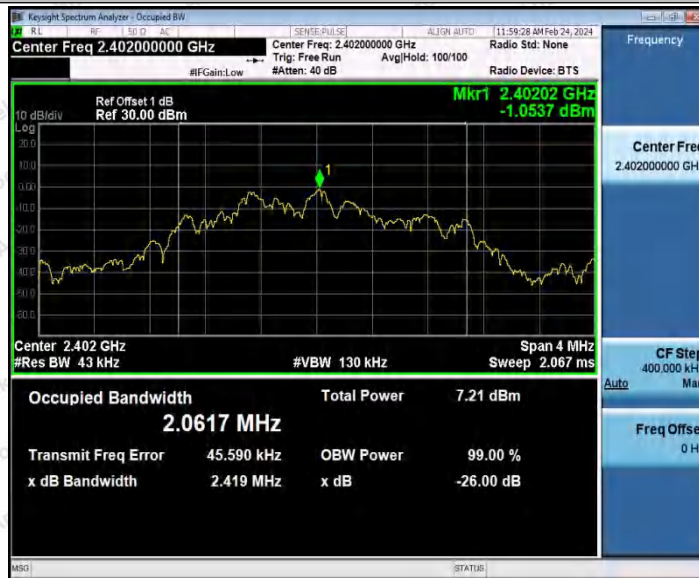 Keysight Spectrum Analyzer - Occupied BW
RL RF 50 Ω AC SENSE:PULSE ALIGN AUTO 11:59:28 AM Feb 24, 2024
Center Freq 2.402000000 GHz Center Freq: 2.402000000 GHz Radio Std: None
Trig: Free Run Avg|Hold: 100/100
#IFGain:Low #Atten: 40 dB Radio Device: BTS
Frequency
Mkr1 2.40202 GHz
-1.0537 dBm
Ref Offset 1 dB
10 dB/div Ref 30.00 dBm
Log
20.0
10.0
0.00
-10.0
-20.0
-30.0
-40.0
-50.0
-60.0
1
Center 2.402 GHz Span 4 MHz
#Res BW 43 kHz #VBW 130 kHz Sweep 2.067 ms
Occupied Bandwidth Total Power 7.21 dBm
2.0617 MHz
Transmit Freq Error 45.590 kHz OBW Power 99.00 %
x dB Bandwidth 2.419 MHz x dB -26.00 dB
Center Freq
2.402000000 GH
CF Step
400.000 kH
Auto Ma
Freq Offse
0 H
MSG STATUS